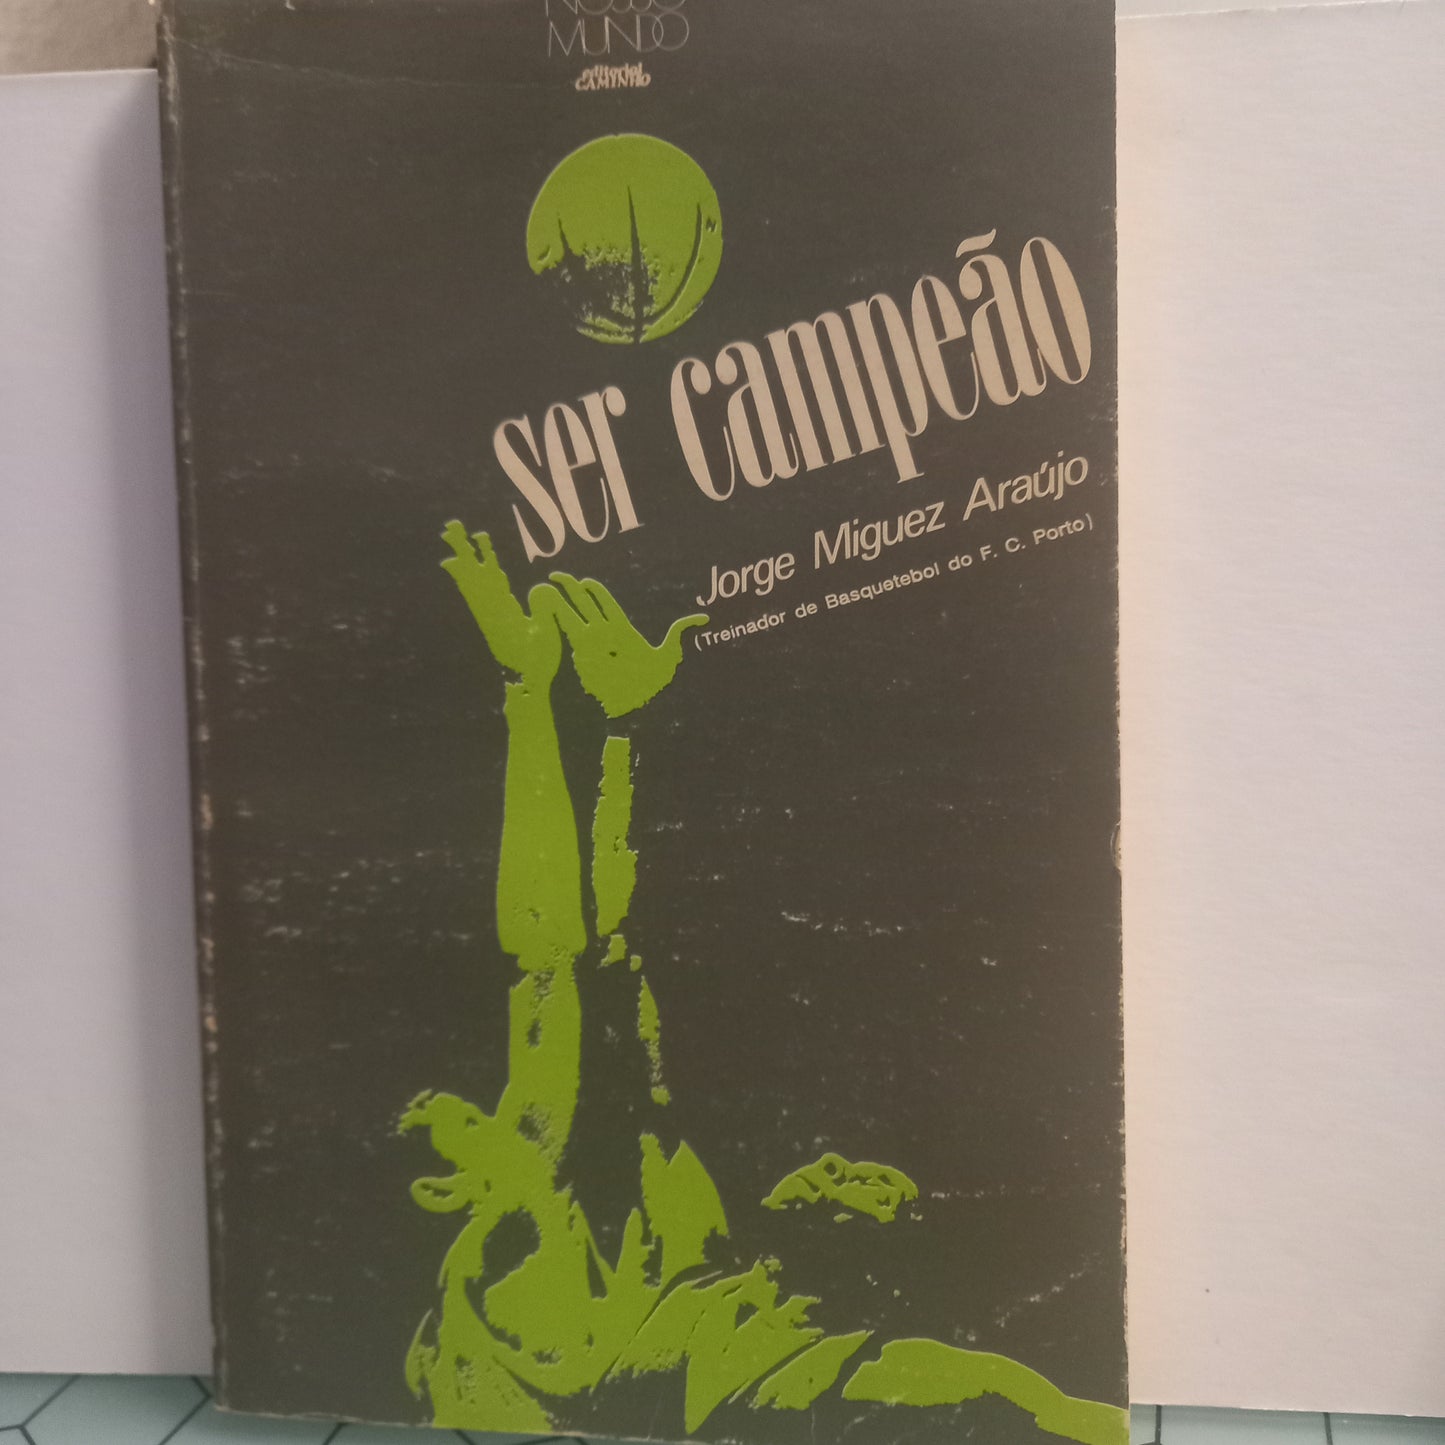 NOSSO
MUNDO
editorial
CAMINHO
ser campeão
Jorge Miguez Araújo
(Treinador de Basquetebol do F. C. Porto)